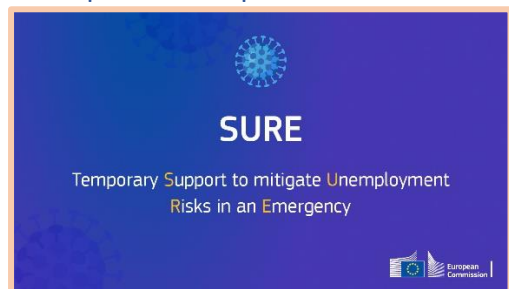 SURE
Temporary Support to mitigate Unemployment
Risks in an Emergency
European
Commission